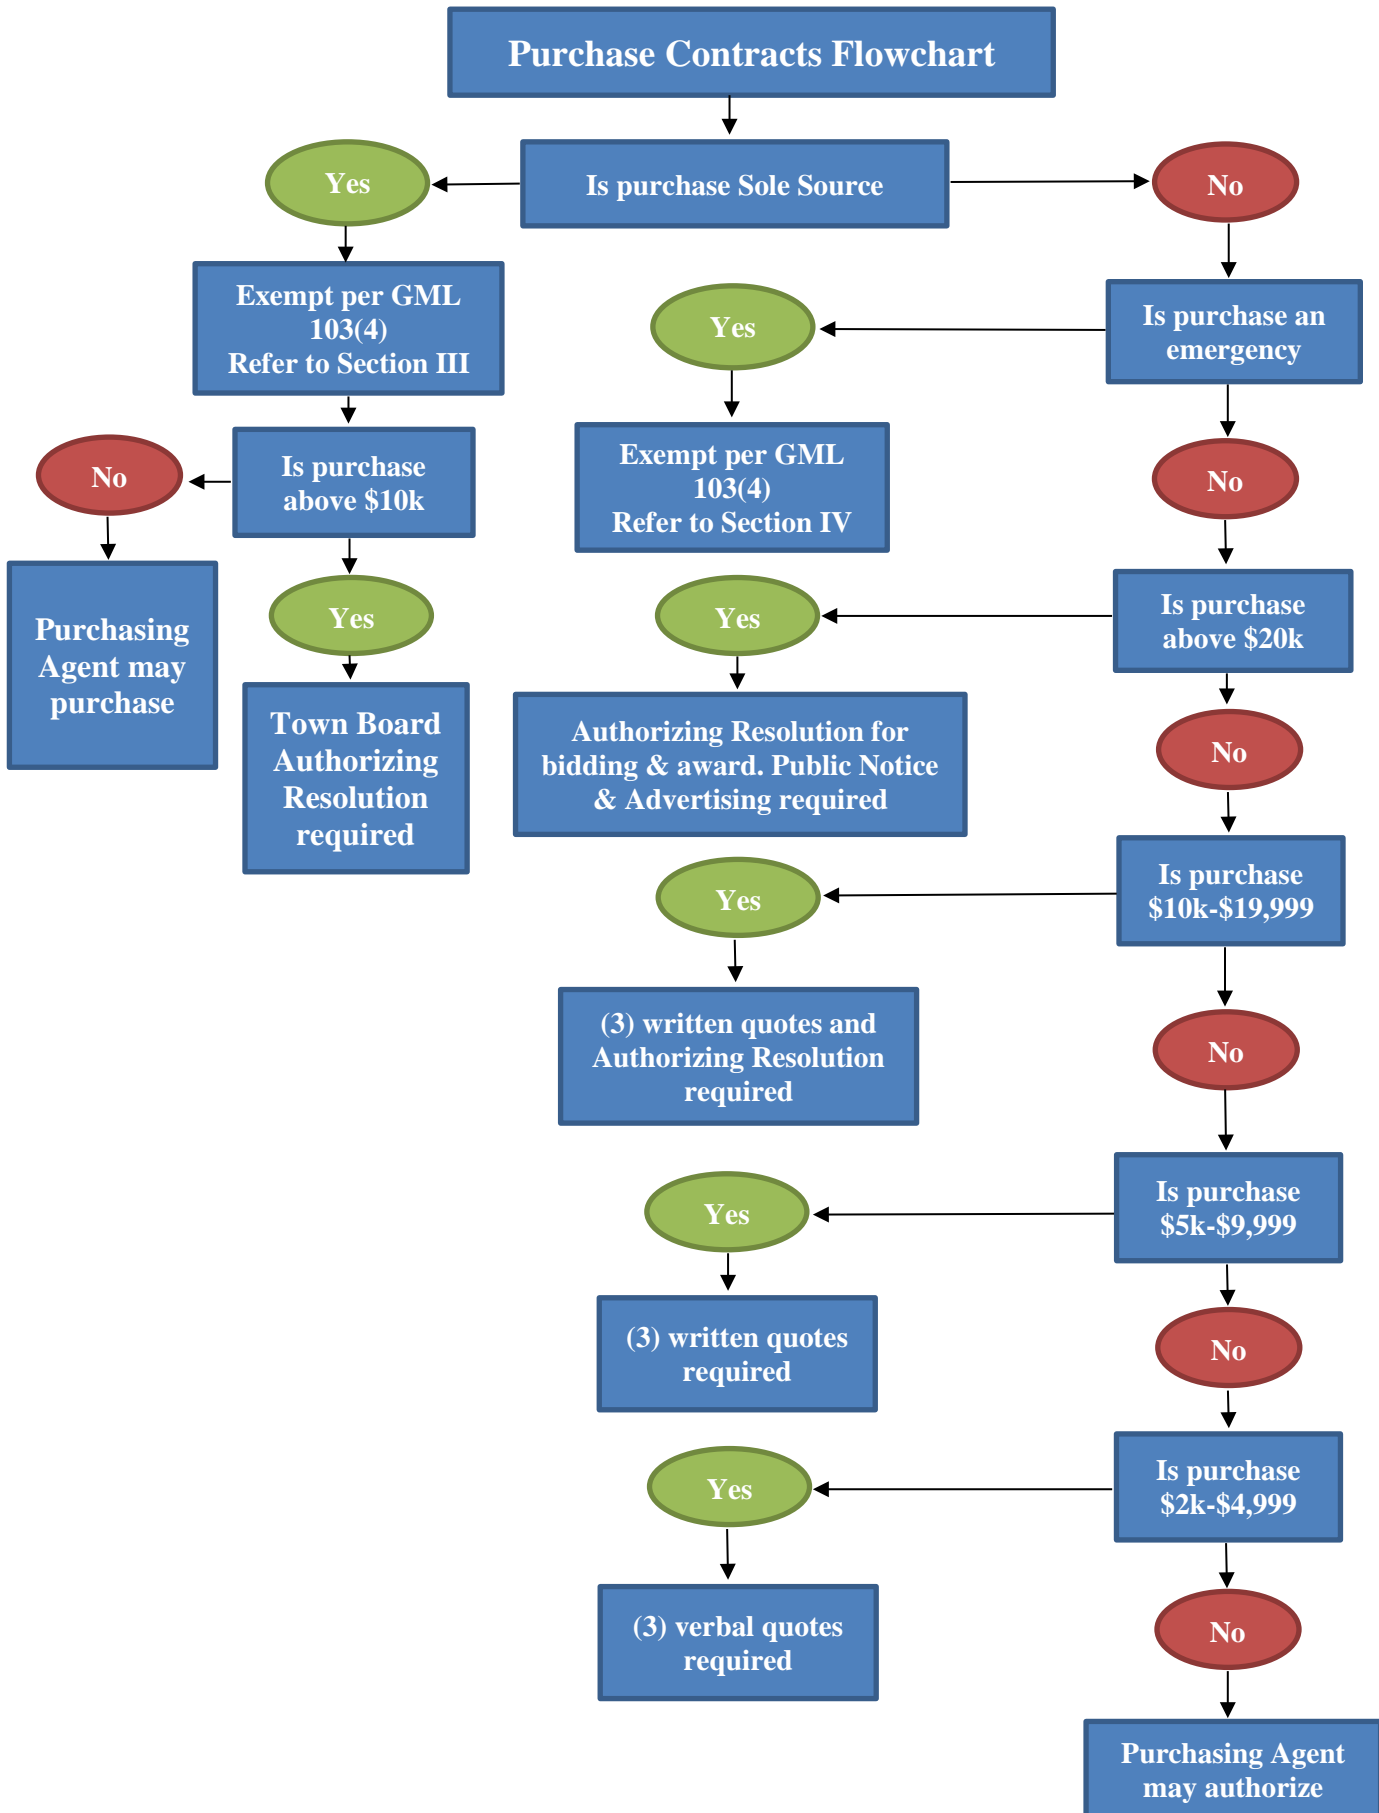 Purchase Contracts Flowchart
Yes
Is purchase Sole Source
No
Exempt per GML
103(4)
Refer to Section III
Yes
Is purchase an
emergency
No
Is purchase
above $10k
Exempt per GML
103(4)
Refer to Section IV
No
Purchasing
Agent may
purchase
Yes
Town Board
Authorizing
Resolution
required
Yes
Is purchase
above $20k
Authorizing Resolution for
bidding & award. Public Notice
& Advertising required
No
Yes
Is purchase
$10k-$19,999
(3) written quotes and
Authorizing Resolution
required
No
Yes
Is purchase
$5k-$9,999
(3) written quotes
required
No
Yes
Is purchase
$2k-$4,999
(3) verbal quotes
required
No
Purchasing Agent
may authorize